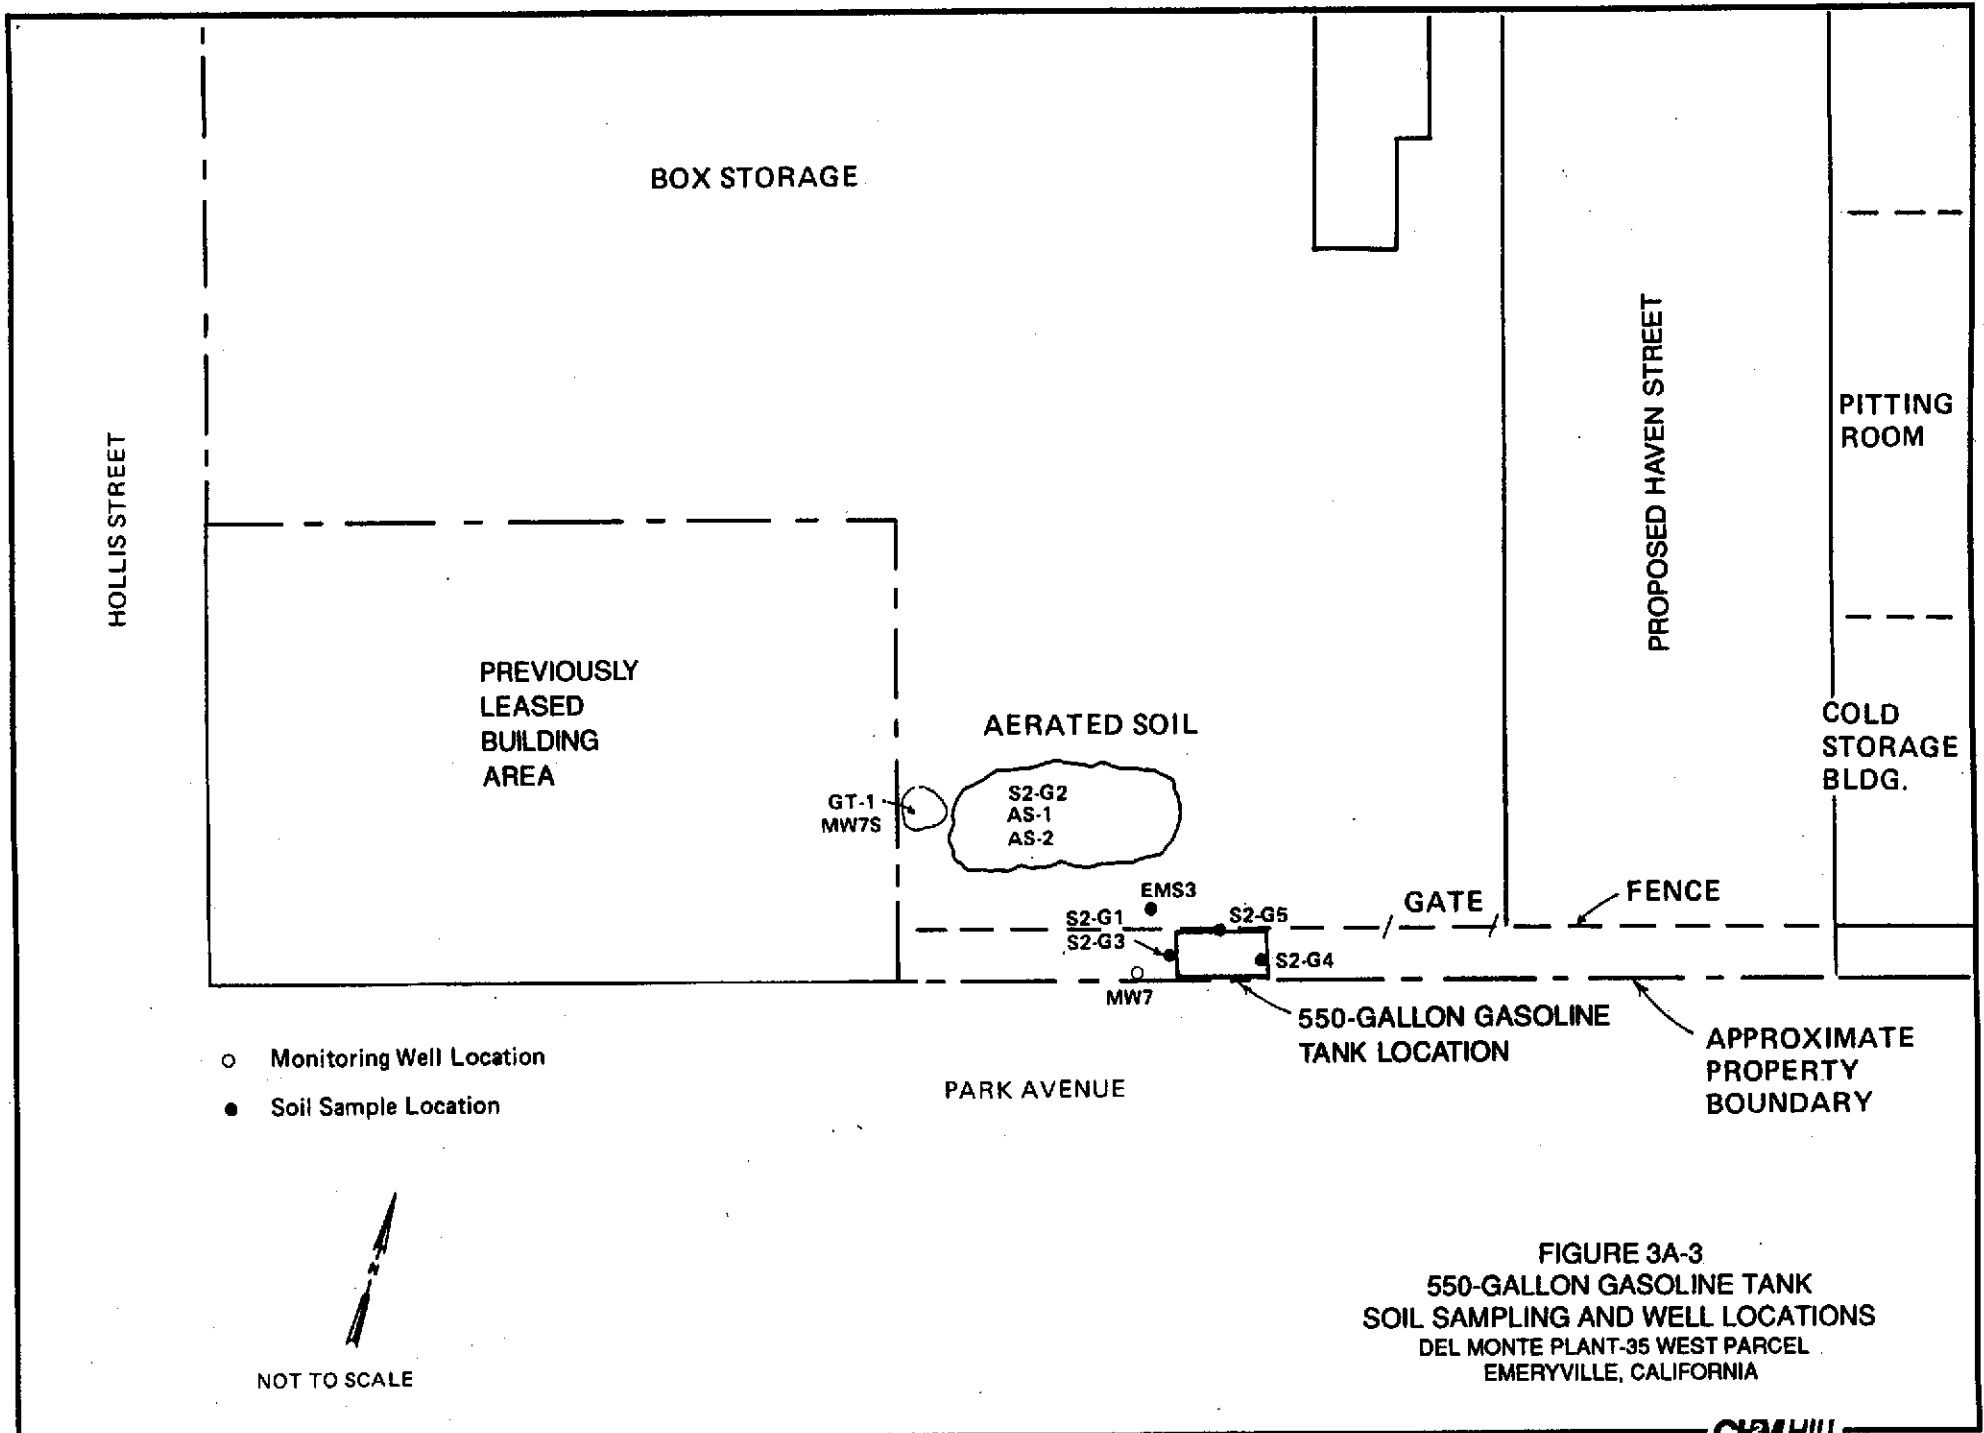 BOX STORAGE
HOLLIS STREET
PROPOSED HAVEN STREET
PITTING
ROOM
PREVIOUSLY
LEASED
BUILDING
AREA
AERATED SOIL
COLD
STORAGE
BLDG.
GT-1
MW7S
S2-G2
AS-1
AS-2
EMS3
GATE
FENCE
S2-G1
S2-G3
S2-G5
S2-G4
MW7
550-GALLON GASOLINE
TANK LOCATION
APPROXIMATE
PROPERTY
BOUNDARY
Monitoring Well Location
Soil Sample Location
PARK AVENUE
N
NOT TO SCALE
FIGURE 3A-3
550-GALLON GASOLINE TANK
SOIL SAMPLING AND WELL LOCATIONS
DEL MONTE PLANT-35 WEST PARCEL
EMERYVILLE, CALIFORNIA
CH2M HILL